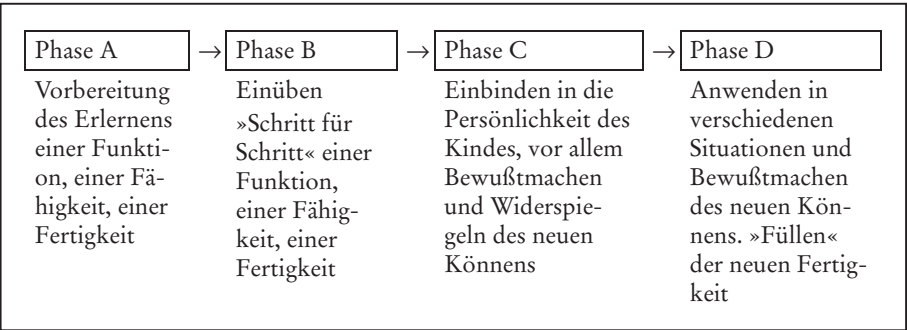 Phase A → Phase B → Phase C → Phase D
Vorbereitung
des Erlernens
einer Funkti-
on, einer Fä-
higkeit, einer
Fertigkeit
Einüben
»Schritt für
Schritt« einer
Funktion,
einer Fähig-
keit, einer
Fertigkeit
Einbinden in die
Persönlichkeit des
Kindes, vor allem
Bewußtmachen
und Widerspie-
geln des neuen
Könnens
Anwenden in
verschiedenen
Situationen und
Bewußtmachen
des neuen Kön-
nens. »Füllen«
der neuen Fertig-
keit